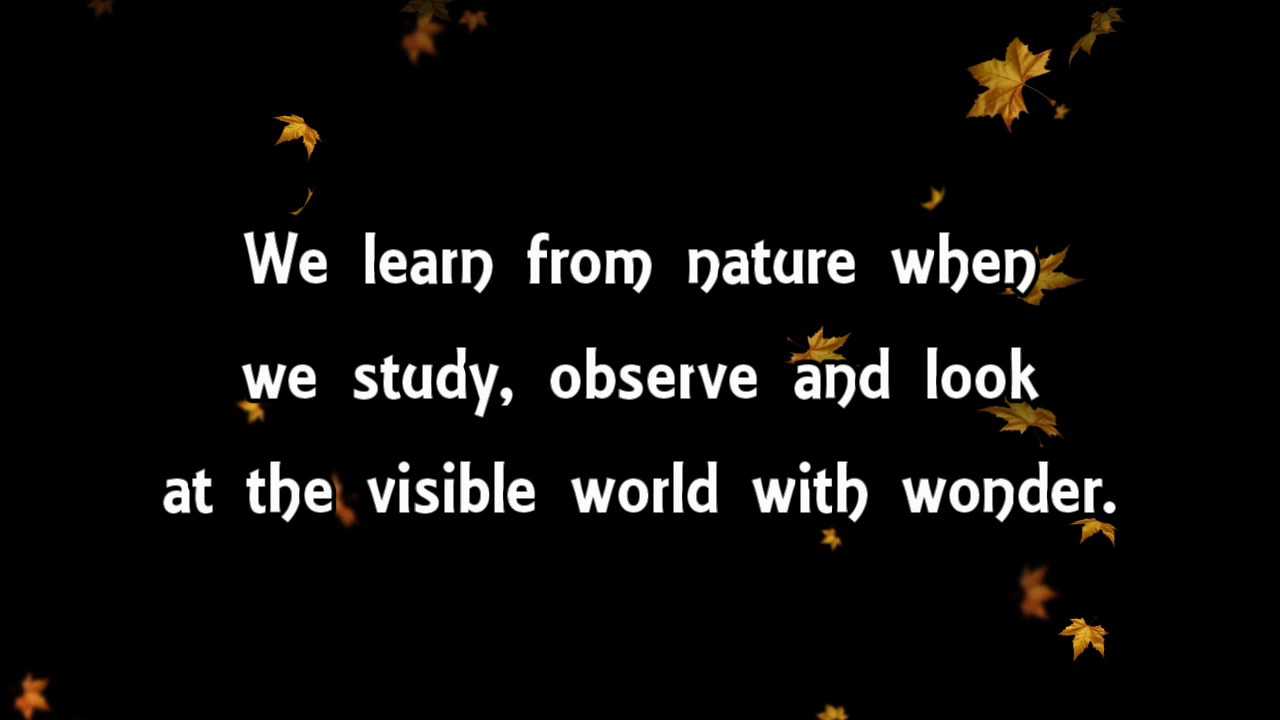 We learn from nature when
we study, observe and look
at the visible world with wonder.